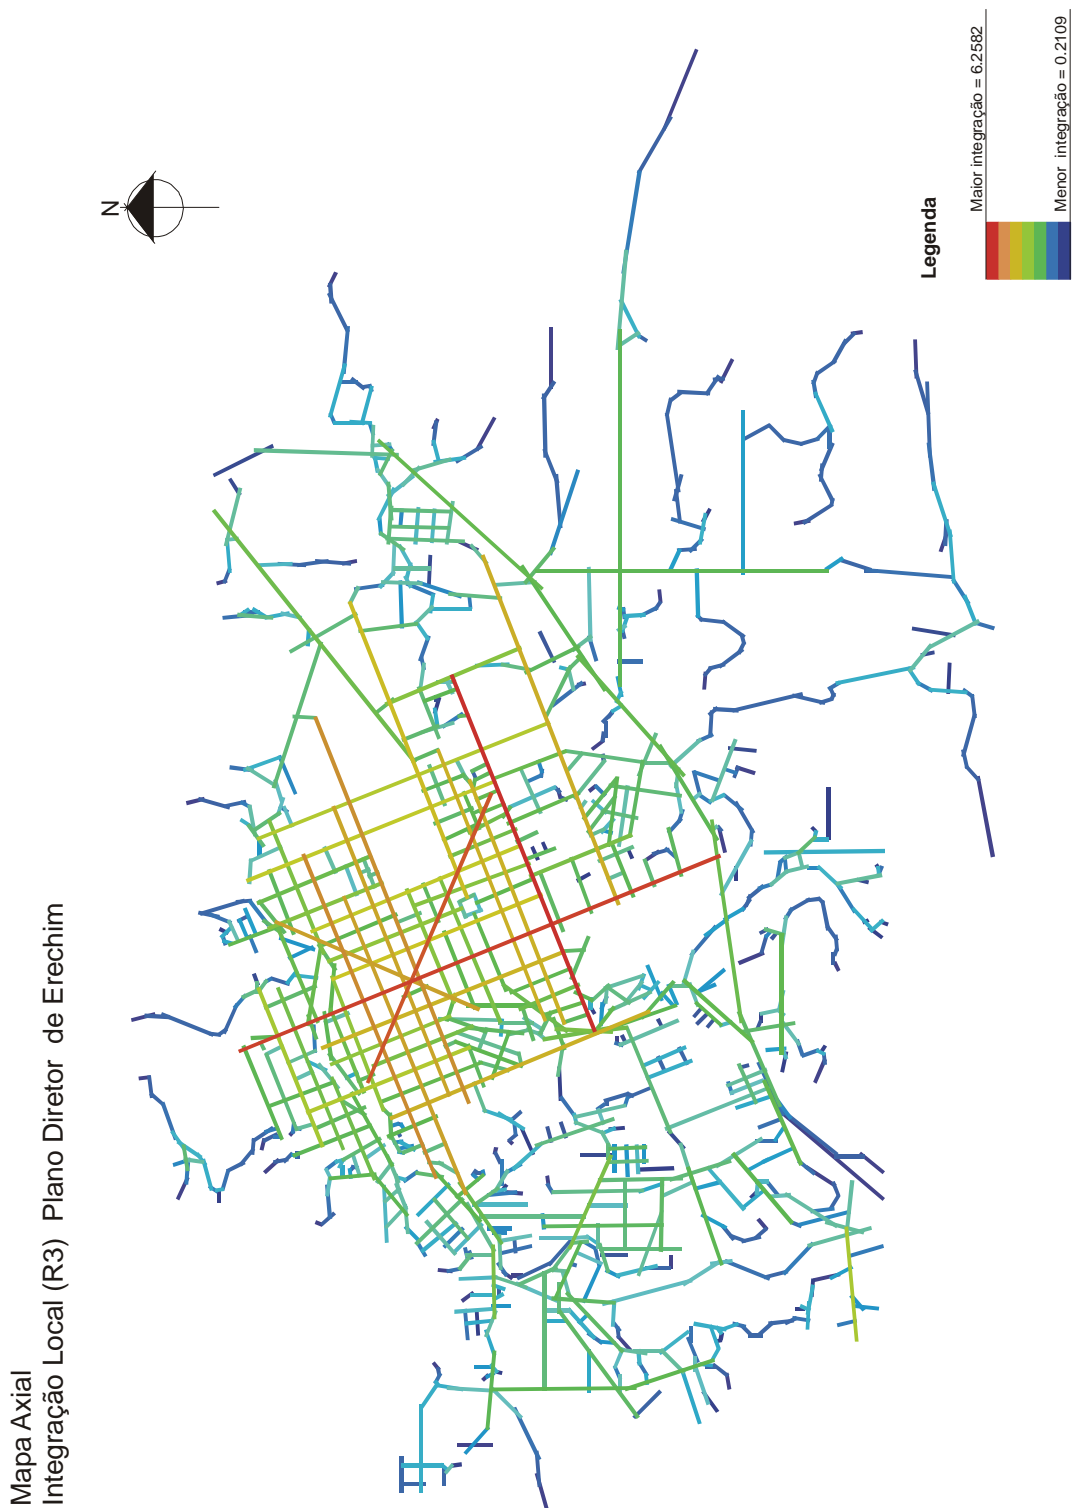 Mapa Axial
Integração Local (R3) Plano Diretor de Erechim
N
Legenda
Maior integração = 6.2582
Menor integração = 0.2109